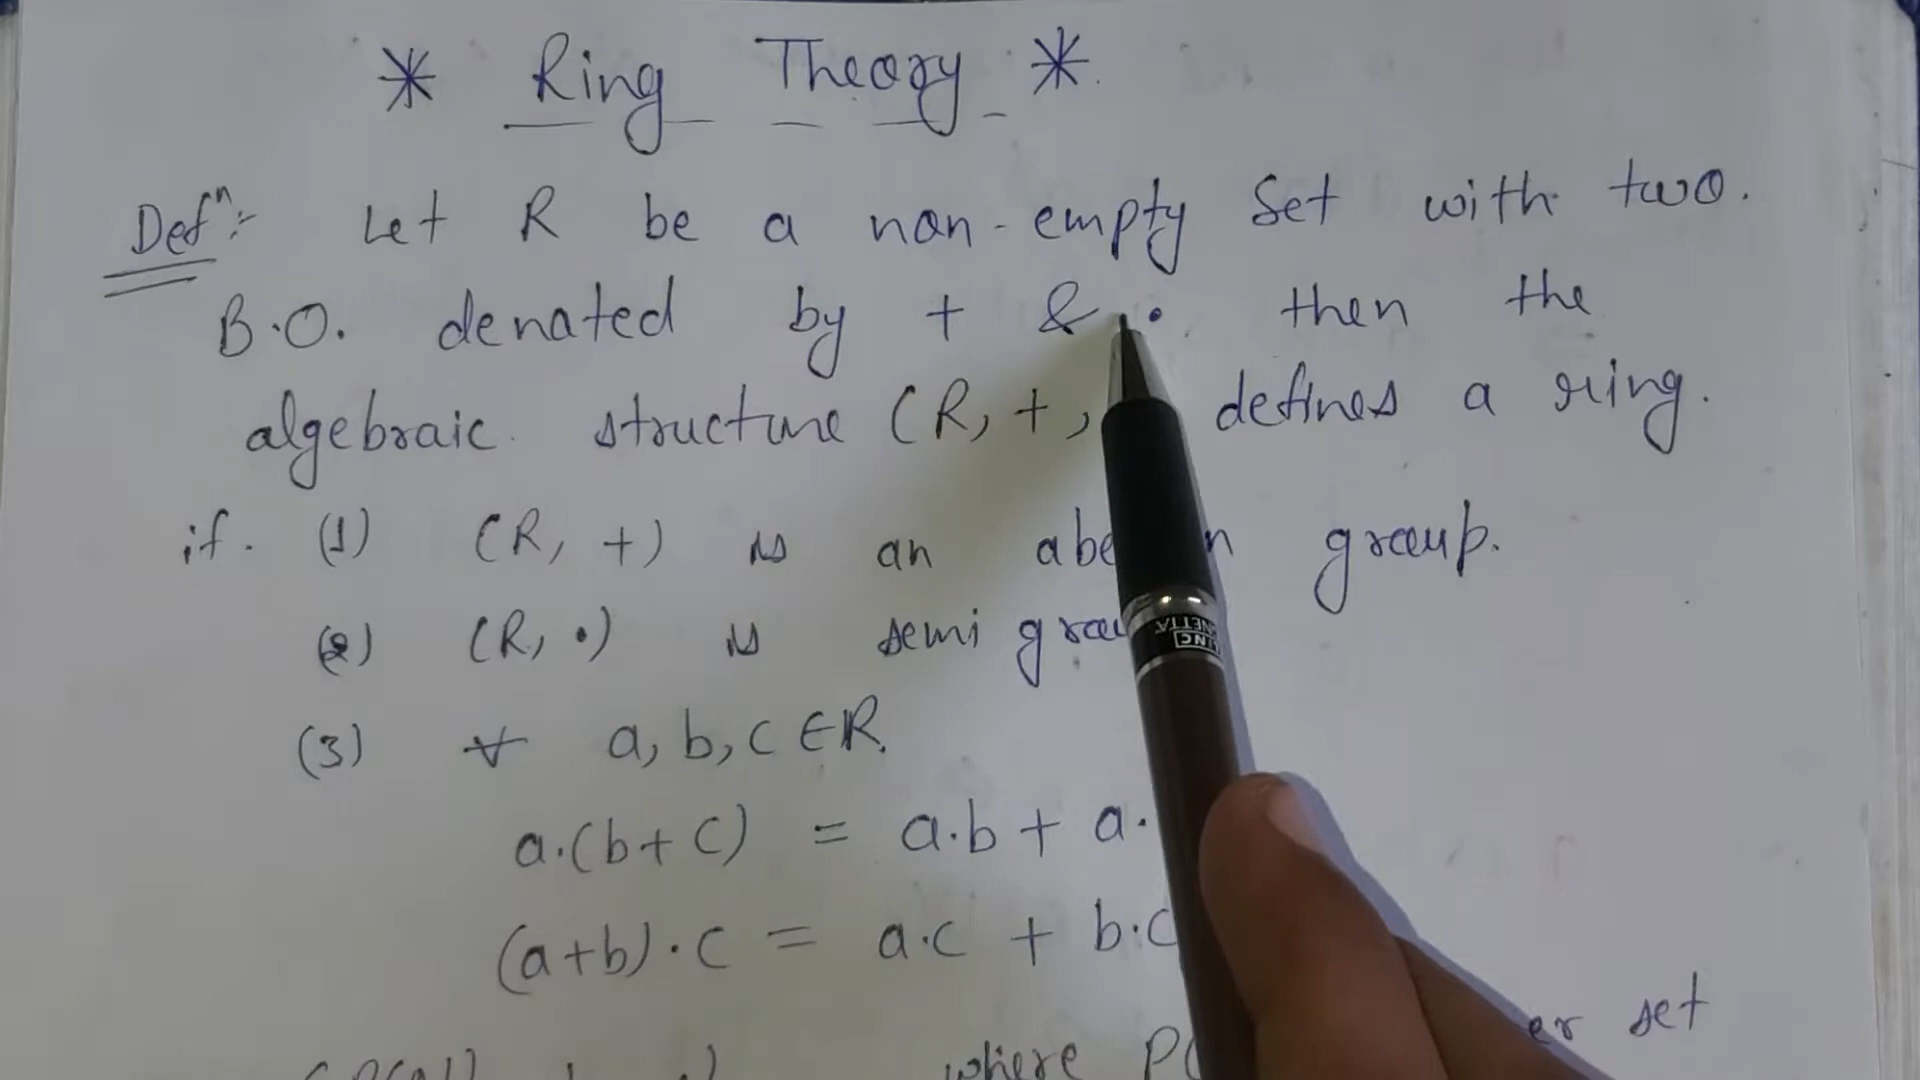 * Ring Theory *
Defⁿ:- Let R be a non-empty Set with two.
B.O. denoted by + & • then the
algebraic structure (R, +, defines a ring.
if. (1) (R, +) is an group.
(2) (R, •) is semi
(3) ∀ a, b, c ∈ R.
a.(b+c) = a.b + a.
(a+b).c = a.c + b.c
where set